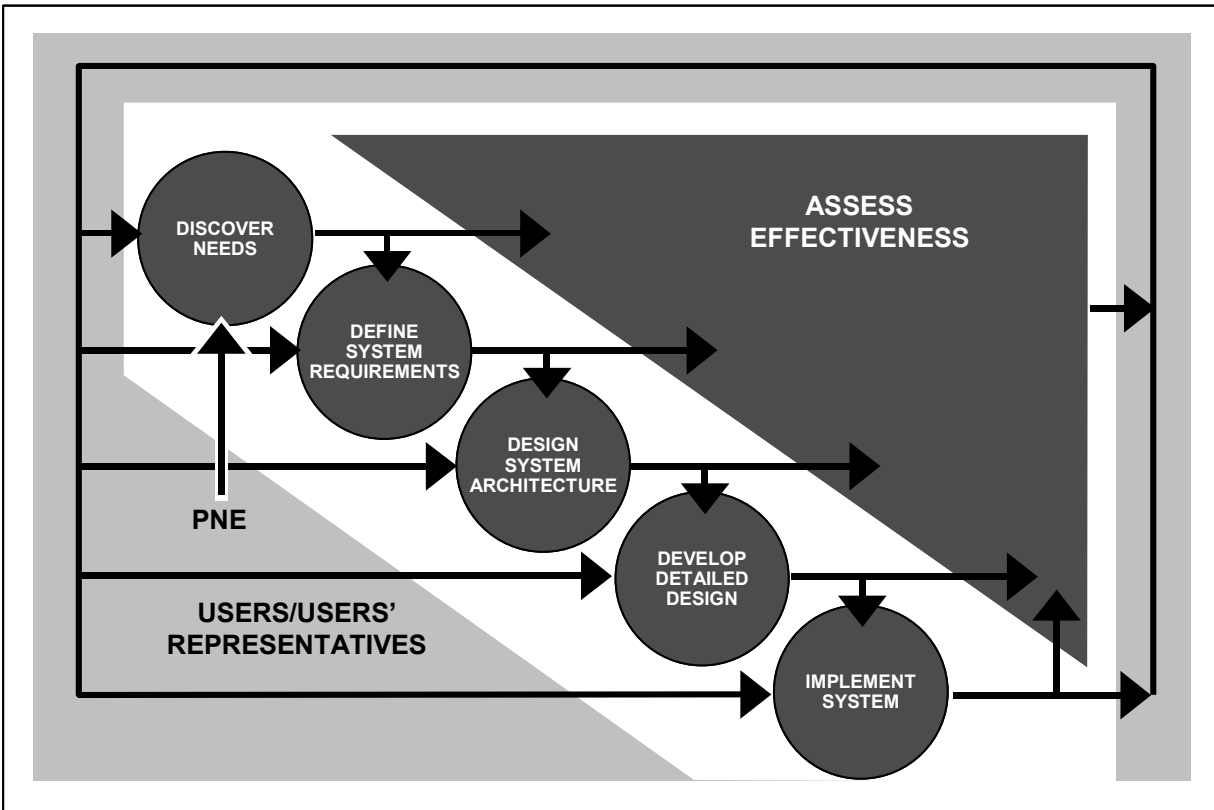 ASSESS
EFFECTIVENESS
DISCOVER
NEEDS
DEFINE
SYSTEM
REQUIREMENTS
DESIGN
SYSTEM
ARCHITECTURE
PNE
DEVELOP
DETAILED
DESIGN
USERS/USERS’
REPRESENTATIVES
IMPLEMENT
SYSTEM